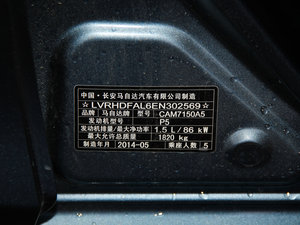 中国·长安马自达汽车有限公司制造
★LVRHDFAL6EN302569★
品牌 马自达牌 型号 CAM7150A5
发动机型号 P5
发动机排量/最大净功率 1.5 L/ 86 kW
最大允许总质量 1820 kg
制造年月 2014-05 乘座人数 5